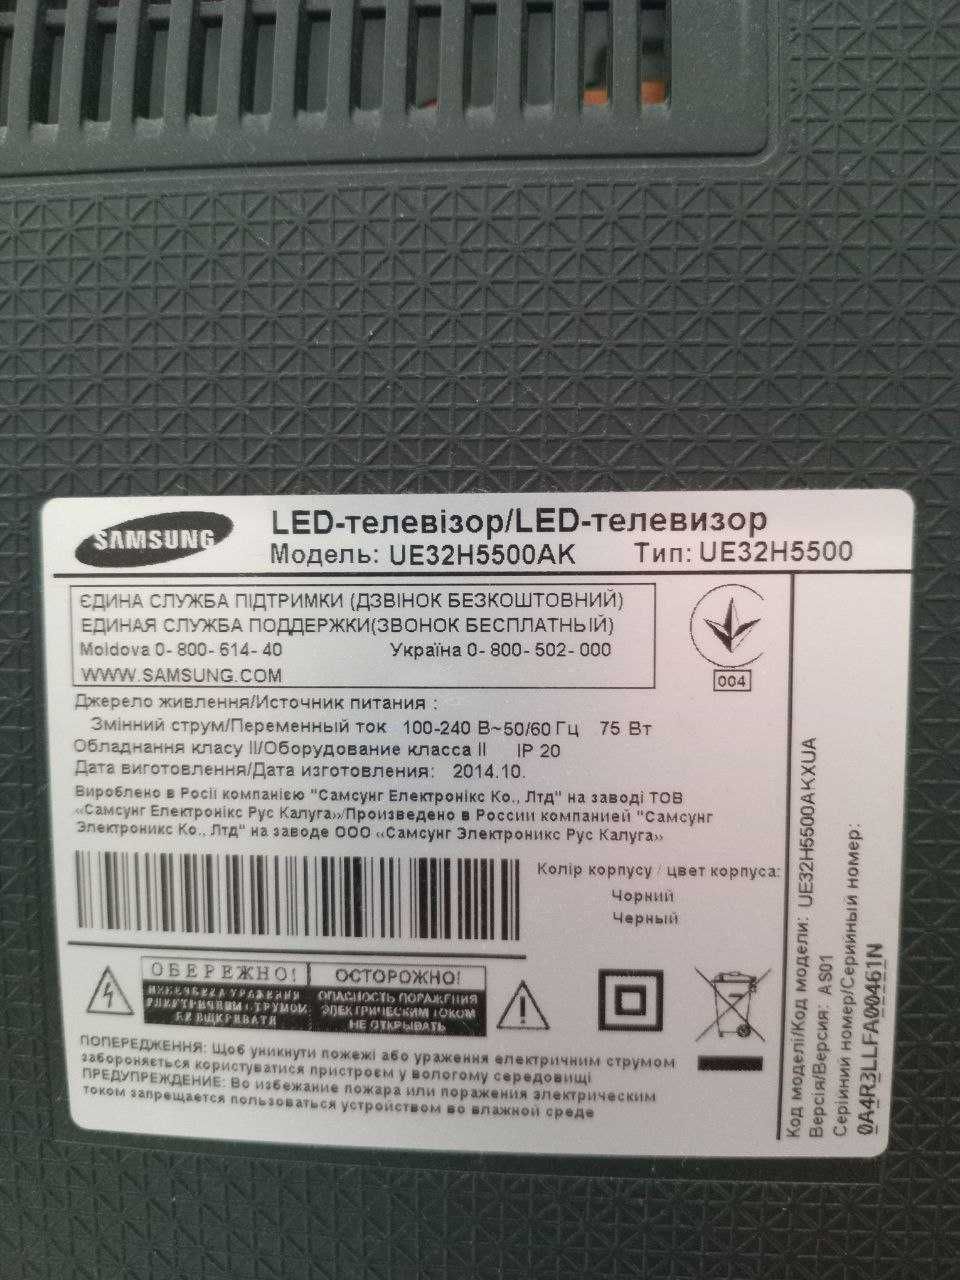 SAMSUNG
LED-телевізор/LED-телевизор
Модель: UE32H5500AK Тип: UE32H5500
ЄДИНА СЛУЖБА ПІДТРИМКИ (ДЗВІНОК БЕЗКОШТОВНИЙ)
ЕДИНАЯ СЛУЖБА ПОДДЕРЖКИ(ЗВОНОК БЕСПЛАТНЫЙ)
Moldova 0- 800- 614- 40 Україна 0- 800- 502- 000
WWW.SAMSUNG.COM
004
Джерело живлення/Источник питания :
Змінний струм/Переменный ток 100-240 В~50/60 Гц 75 Вт
Обладнання класу II/Оборудование класса II IP 20
Дата виготовлення/Дата изготовления: 2014.10.
Вироблено в Росії компанією "Самсунг Електронікс Ко., Лтд" на заводі ТОВ
«Самсунг Електронікс Рус Калуга»/Произведено в России компанией "Самсунг
Электроникс Ко., Лтд" на заводе ООО «Самсунг Электроникс Рус Калуга»
Колір корпусу / цвет корпуса:
Чорний
Черный
ОБЕРЕЖНО! ОСТОРОЖНО!
НЕБЕЗПЕКА УРАЖЕННЯ ОПАСНОСТЬ ПОРАЖЕНИЯ
ЕЛЕКТРИЧНИМ СТРУМОМ ЭЛЕКТРИЧЕСКИМ ТОКОМ
НЕ ВІДКРИВАТИ НЕ ОТКРЫВАТЬ
ПОПЕРЕДЖЕННЯ: Щоб уникнути пожежі або ураження електричним струмом
забороняється користуватися пристроєм у вологому середовищі
ПРЕДУПРЕЖДЕНИЕ: Во избежание пожара или поражения электрическим
током запрещается пользоваться устройством во влажной среде
Код моделі/Код модели: UE32H5500AKXUA
Версія/Версия: AS01
Серійний номер/Серийный номер:
0A4R3LLFA00461N